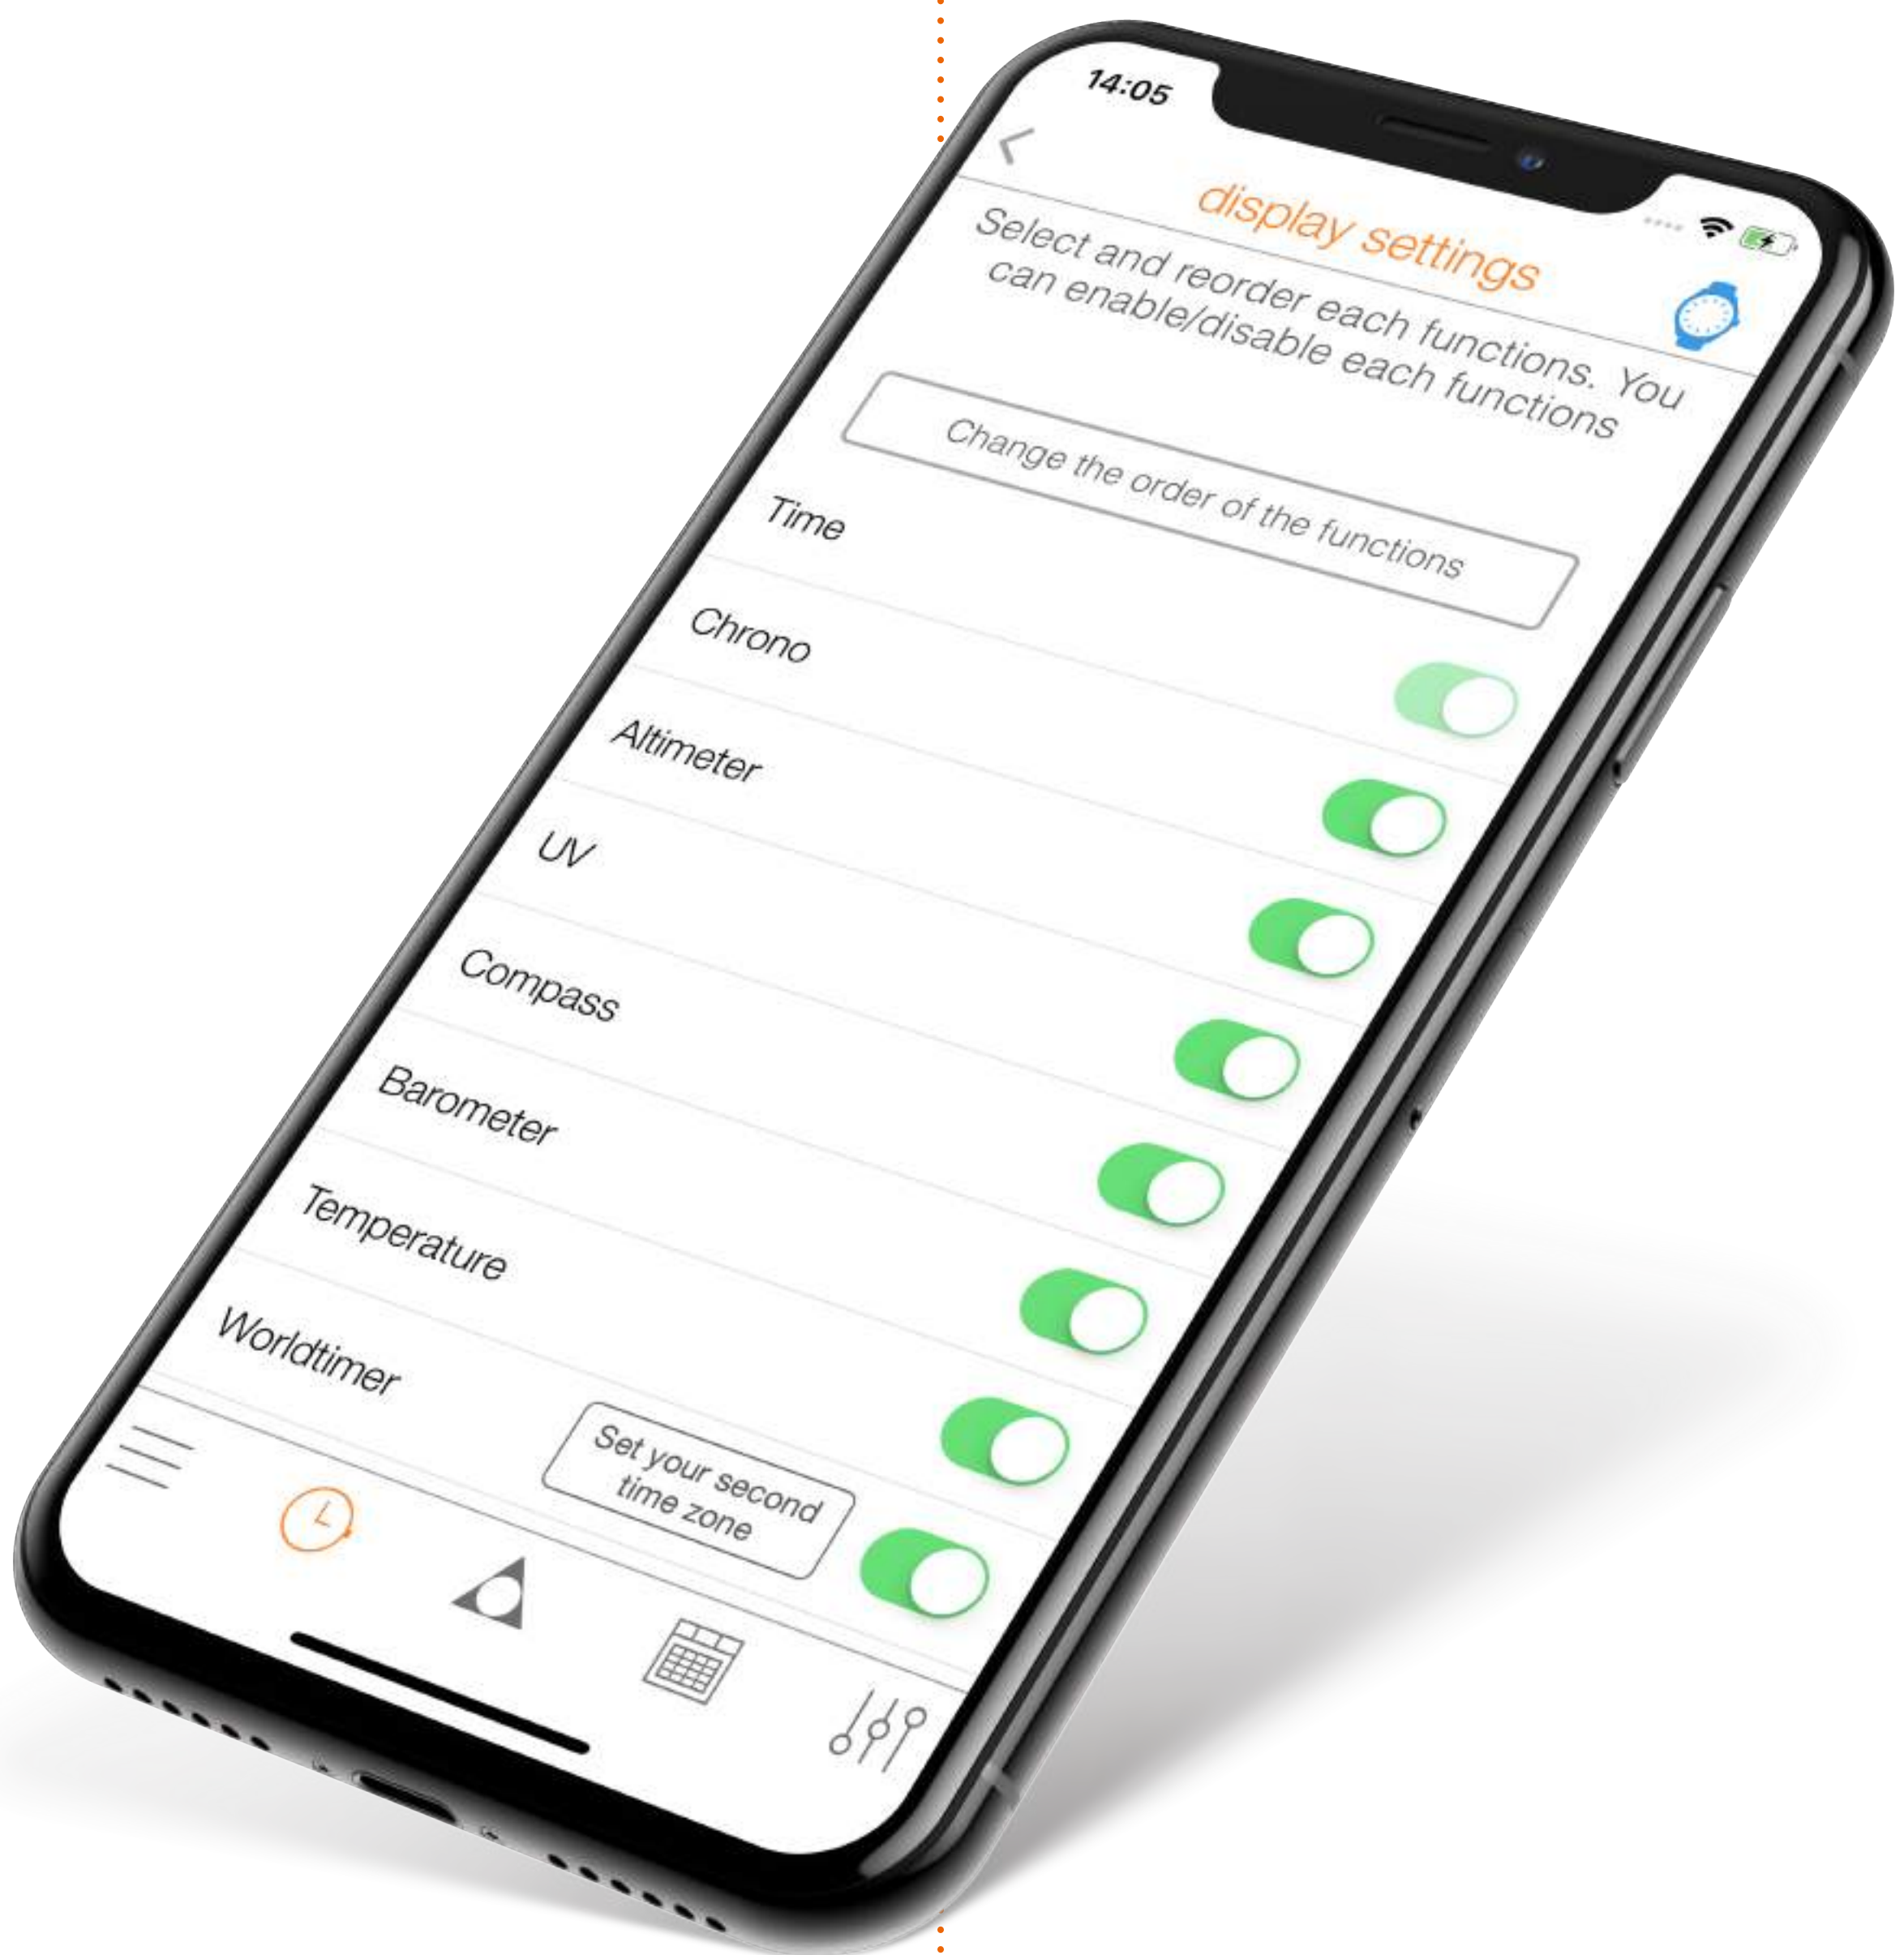 14:05
display settings
Select and reorder each functions. You
can enable/disable each functions
Change the order of the functions
Time
Chrono
Altimeter
UV
Compass
Barometer
Temperature
Worldtimer
Set your second
time zone